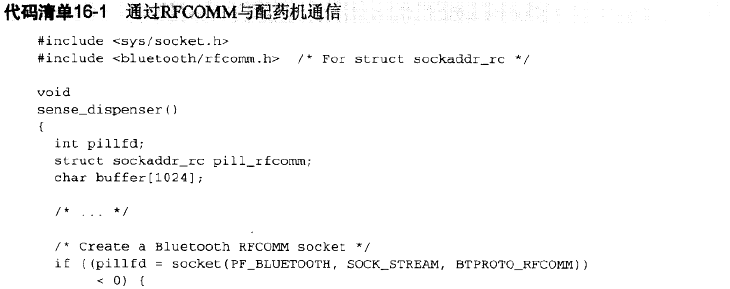 代码清单16-1 通过RFCOMM与配药机通信
#include <sys/socket.h>
#include <bluetooth/rfcomm.h> /* For struct sockaddr_rc */
void
sense_dispenser()
{
int pillfd;
struct sockaddr_rc pill_rfcomm;
char buffer[1024];
/* ... */
/* Create a Bluetooth RFCOMM socket */
if ((pillfd = socket(PF_BLUETOOTH, SOCK_STREAM, BTPROTO_RFCOMM))
< 0) {